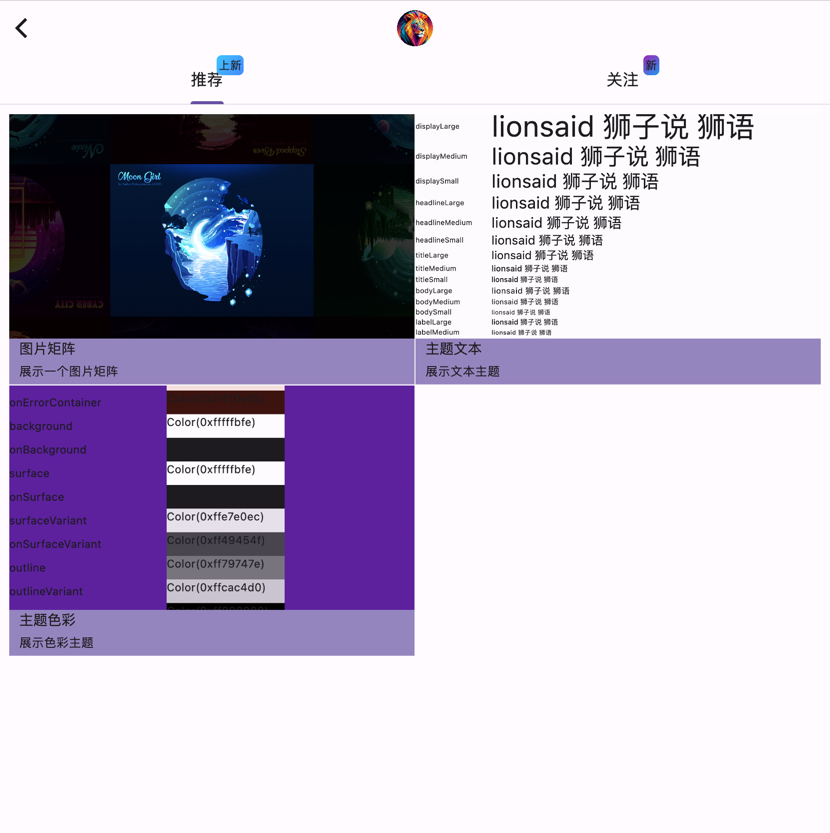 上新
推荐
新
关注
Moon Girl
CYBER CITY
图片矩阵
展示一个图片矩阵
displayLarge lionsaid 狮子说 狮语
displayMedium lionsaid 狮子说 狮语
displaySmall lionsaid 狮子说 狮语
headlineLarge lionsaid 狮子说 狮语
headlineMedium lionsaid 狮子说 狮语
headlineSmall lionsaid 狮子说 狮语
titleLarge lionsaid 狮子说 狮语
titleMedium lionsaid 狮子说 狮语
titleSmall lionsaid 狮子说 狮语
bodyLarge lionsaid 狮子说 狮语
bodyMedium lionsaid 狮子说 狮语
bodySmall lionsaid 狮子说 狮语
labelLarge lionsaid 狮子说 狮语
labelMedium lionsaid 狮子说 狮语
主题文本
展示文本主题
onErrorContainer
background Color(0xfffffbfe)
onBackground
surface Color(0xfffffbfe)
onSurface
surfaceVariant Color(0xffe7e0ec)
onSurfaceVariant Color(0xff49454f)
outline Color(0xff79747e)
outlineVariant Color(0xffcac4d0)
主题色彩
展示色彩主题